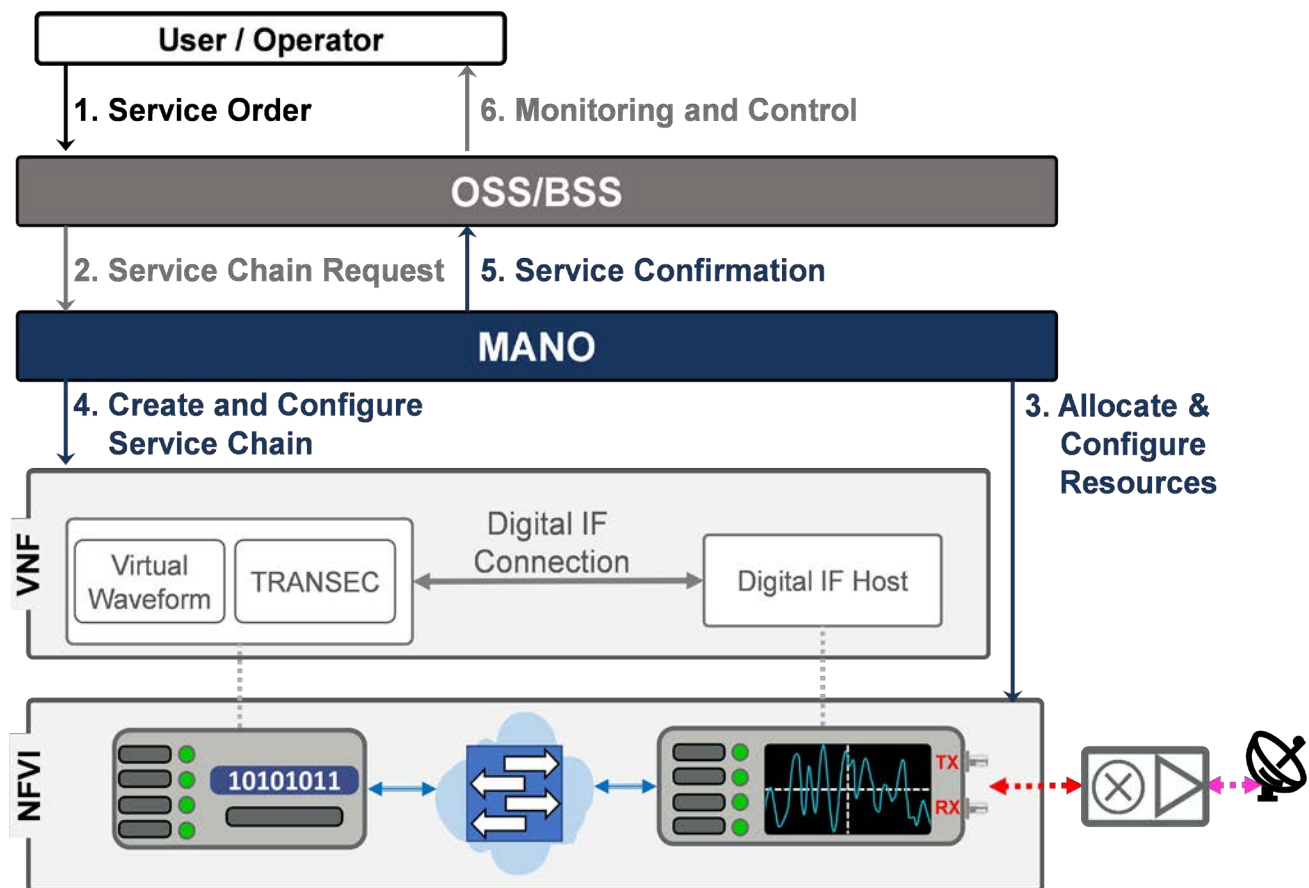 User / Operator
1. Service Order
6. Monitoring and Control
OSS/BSS
2. Service Chain Request
5. Service Confirmation
MANO
4. Create and Configure
Service Chain
3. Allocate &
Configure
Resources
VNF
Virtual
Waveform
TRANSEC
Digital IF
Connection
Digital IF Host
NFVI
10101011
TX
RX